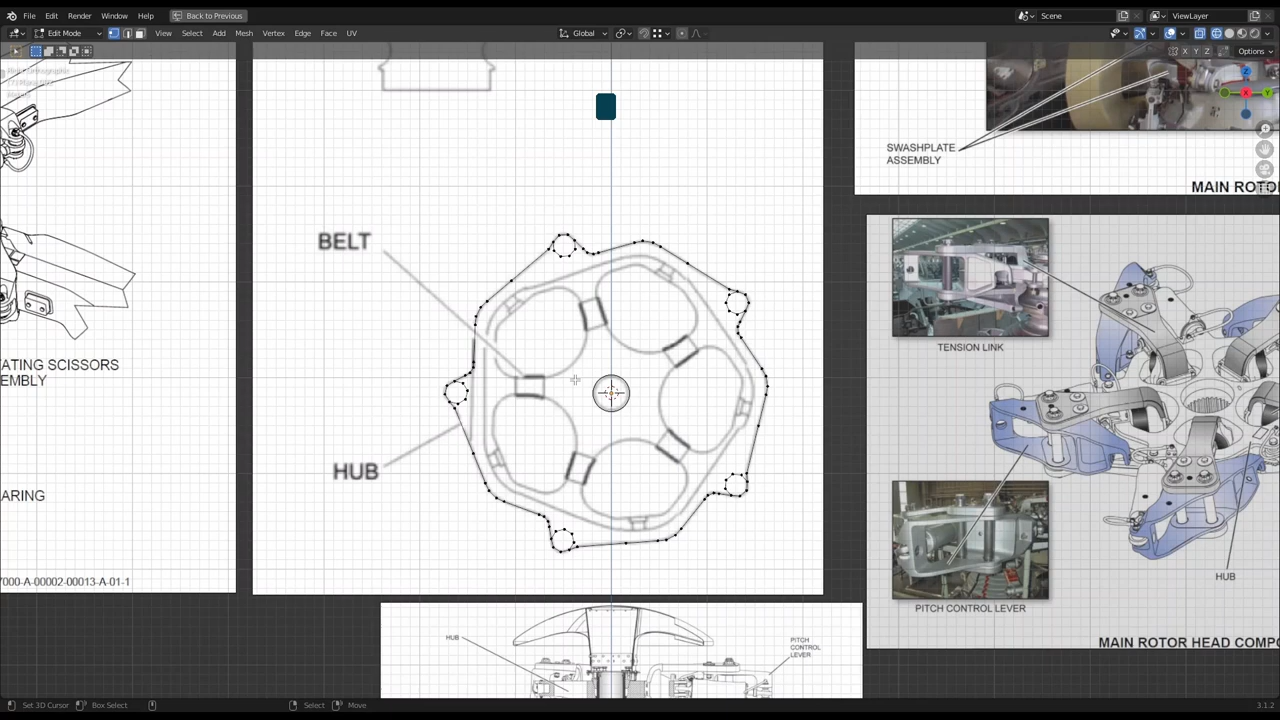 File Edit Render Window Help Back to Previous
Scene ViewLayer
Edit Mode View Select Add Mesh Vertex Edge Face UV
Global
X Y Z Options
BELT
HUB
SWASHPLATE
ASSEMBLY
MAIN ROTO
TENSION LINK
PITCH CONTROL LEVER
HUB
MAIN ROTOR HEAD COMPO
ATING SCISSORS
EMBLY
ARING
7000-A-00002-00013-A-01-1
HUB
PITCH
CONTROL
LEVER
Set 3D Cursor Box Select Select Move 3.1.2